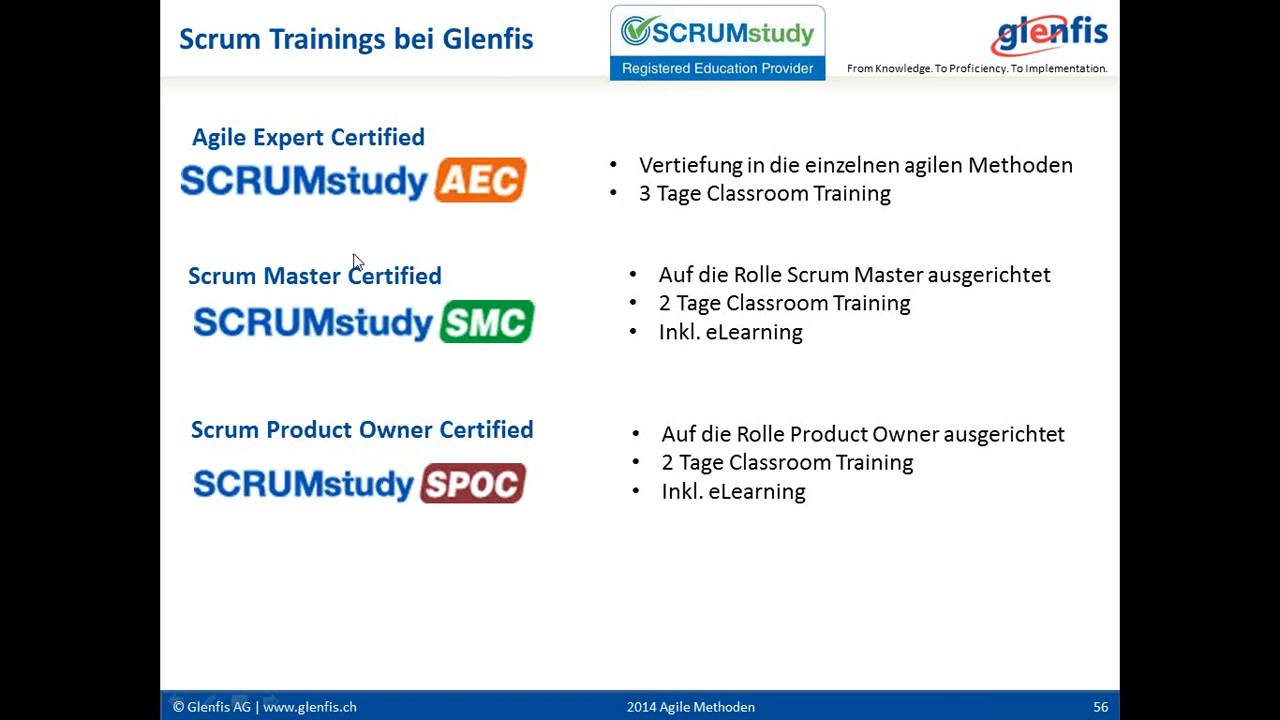 Scrum Trainings bei Glenfis
SCRUMstudy
Registered Education Provider
glenfis
From Knowledge. To Proficiency. To Implementation.
Agile Expert Certified
SCRUMstudy AEC
• Vertiefung in die einzelnen agilen Methoden
• 3 Tage Classroom Training
Scrum Master Certified
SCRUMstudy SMC
• Auf die Rolle Scrum Master ausgerichtet
• 2 Tage Classroom Training
• Inkl. eLearning
Scrum Product Owner Certified
SCRUMstudy SPOC
• Auf die Rolle Product Owner ausgerichtet
• 2 Tage Classroom Training
• Inkl. eLearning
© Glenfis AG | www.glenfis.ch
2014 Agile Methoden
56